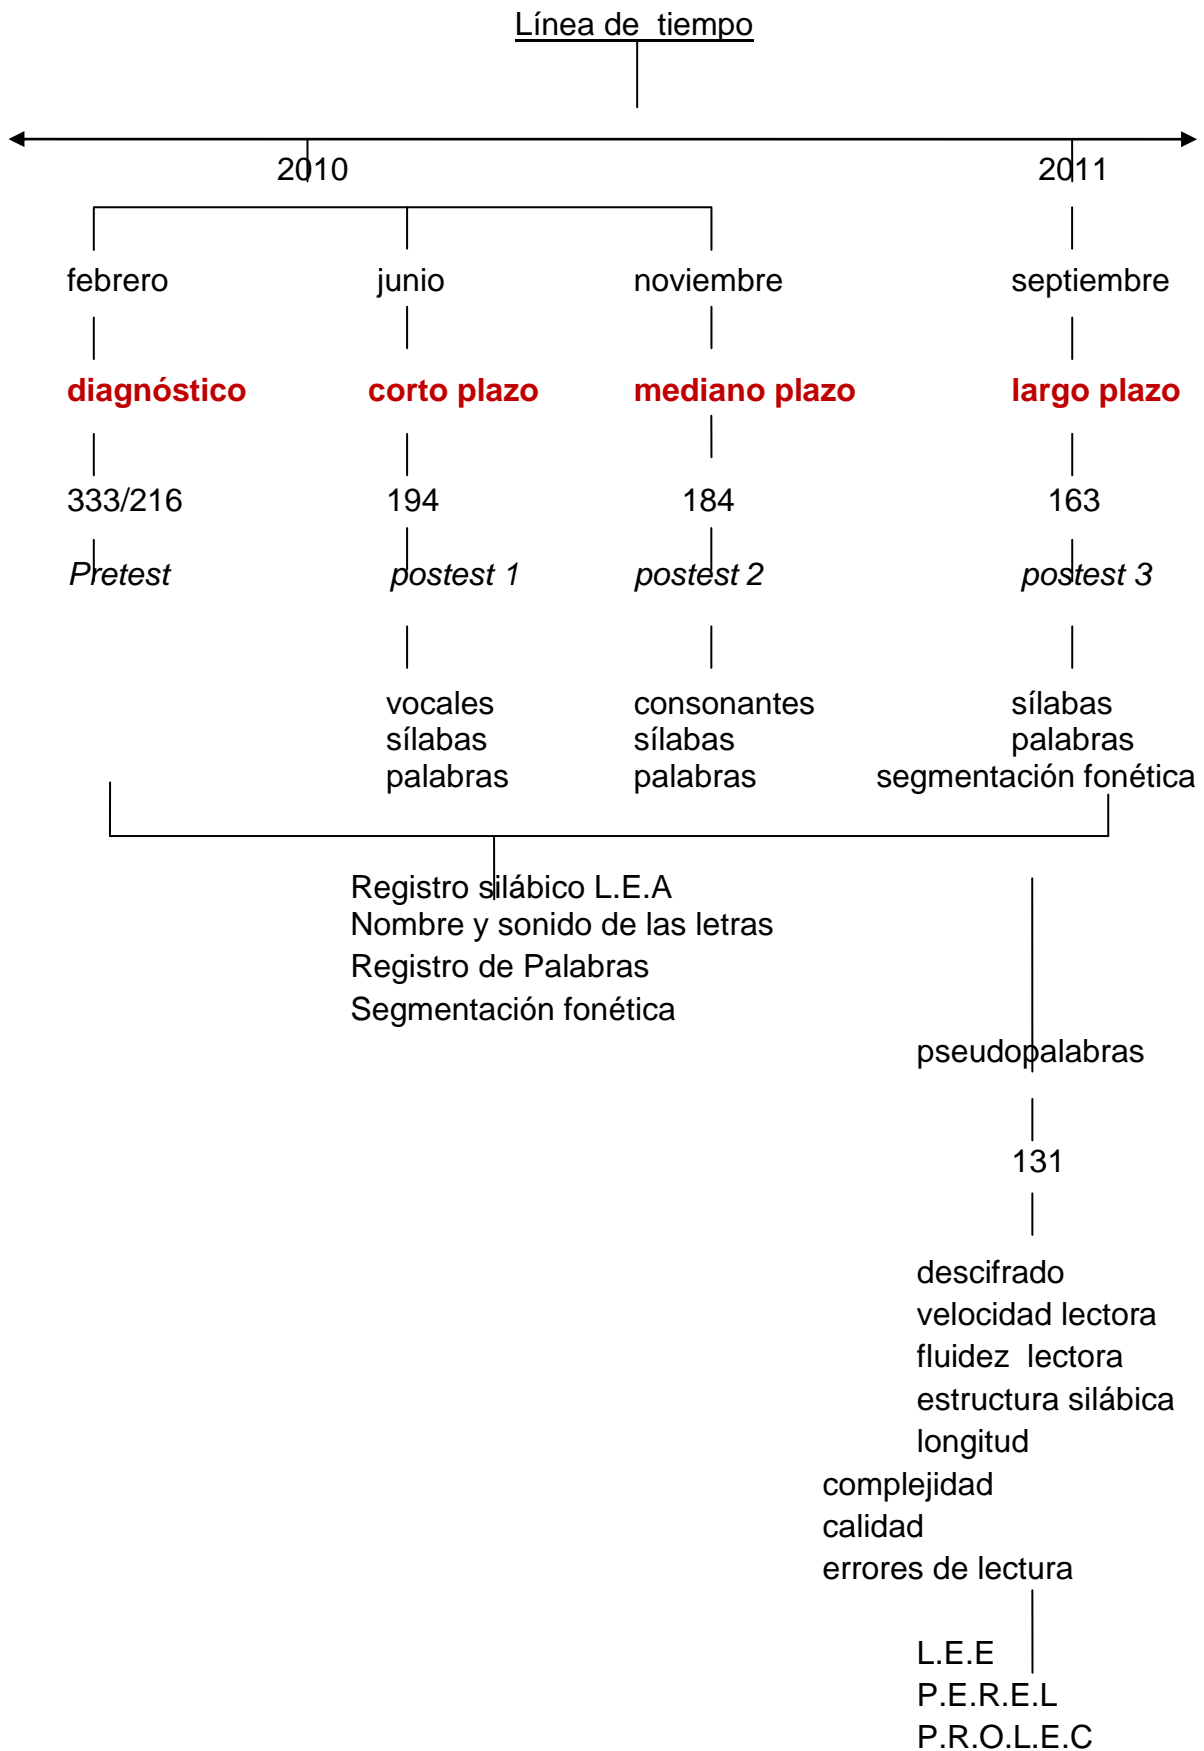 Línea de tiempo
2010 2011
febrero junio noviembre septiembre
diagnóstico corto plazo mediano plazo largo plazo
333/216 194 184 163
Pretest postest 1 postest 2 postest 3
vocales consonantes sílabas
sílabas sílabas palabras
palabras palabras segmentación fonética
Registro silábico L.E.A
Nombre y sonido de las letras
Registro de Palabras
Segmentación fonética
pseudopalabras
131
descifrado
velocidad lectora
fluidez lectora
estructura silábica
longitud
complejidad
calidad
errores de lectura
L.E.E
P.E.R.E.L
P.R.O.L.E.C